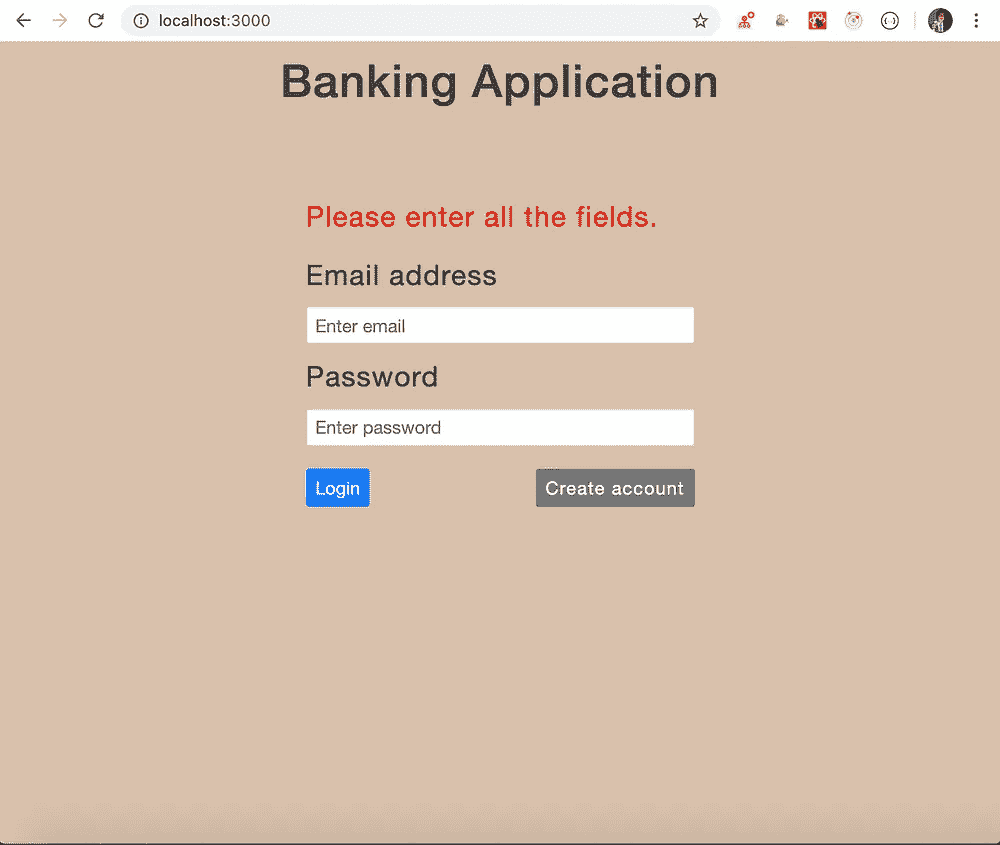 localhost:3000
Banking Application
Please enter all the fields.
Email address
Enter email
Password
Enter password
Login
Create account